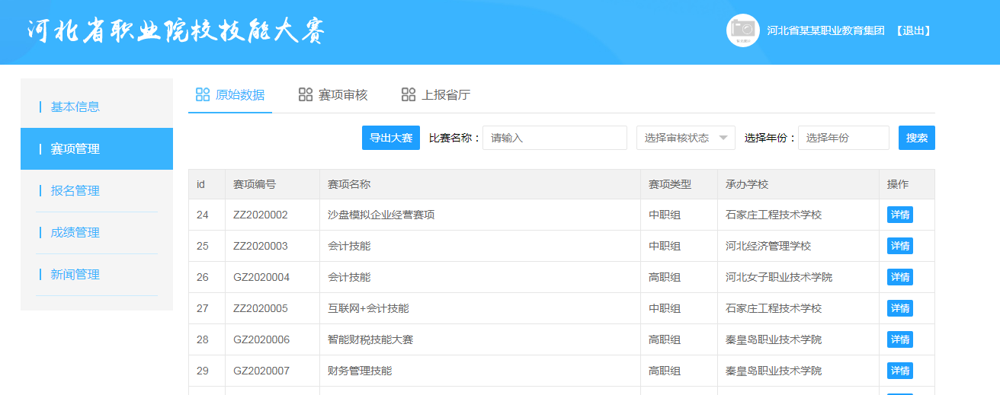 河北省职业院校技能大赛
河北省某某职业教育集团 【退出】
基本信息
赛项管理
报名管理
成绩管理
新闻管理
原始数据 赛项审核 上报省厅
导出大赛 比赛名称： 请输入 选择审核状态 选择年份： 选择年份 搜索
id 赛项编号 赛项名称 赛项类型 承办学校 操作
24 ZZ2020002 沙盘模拟企业经营赛项 中职组 石家庄工程技术学校 详情
25 ZZ2020003 会计技能 中职组 河北经济管理学校 详情
26 GZ2020004 会计技能 高职组 河北女子职业技术学院 详情
27 ZZ2020005 互联网+会计技能 中职组 石家庄工程技术学校 详情
28 GZ2020006 智能财税技能大赛 高职组 秦皇岛职业技术学院 详情
29 GZ2020007 财务管理技能 高职组 秦皇岛职业技术学院 详情